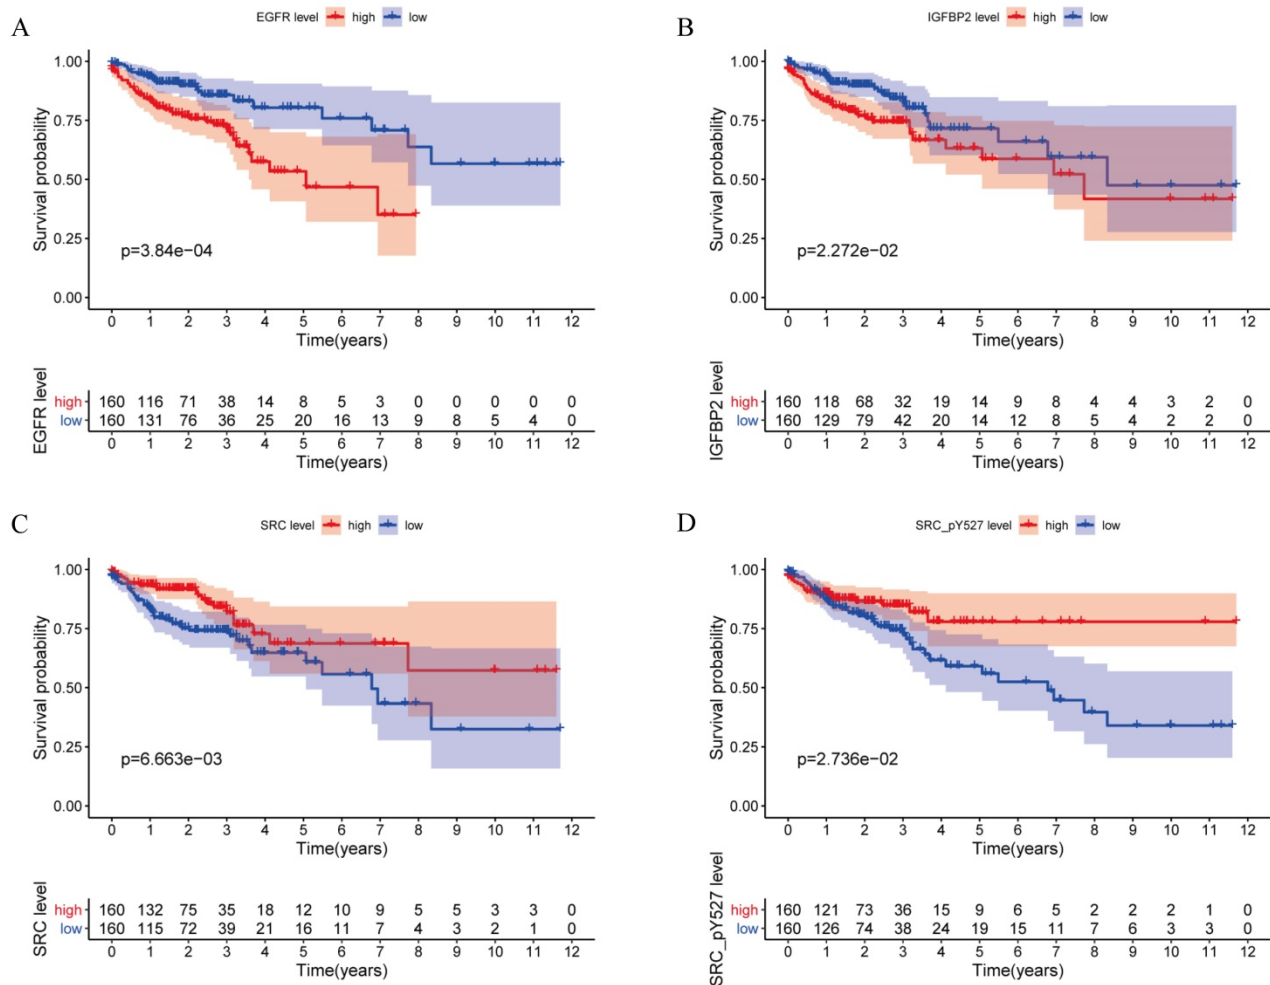 A
EGFR level high low
Survival probability
1.00
0.75
0.50
0.25
0.00
p=3.84e−04
0 1 2 3 4 5 6 7 8 9 10 11 12
Time(years)
EGFR level
high 160 116 71 38 14 8 5 3 0 0 0 0 0
low 160 131 76 36 25 20 16 13 9 8 5 4 0
0 1 2 3 4 5 6 7 8 9 10 11 12
Time(years)
B
IGFBP2 level high low
Survival probability
1.00
0.75
0.50
0.25
0.00
p=2.272e−02
0 1 2 3 4 5 6 7 8 9 10 11 12
Time(years)
IGFBP2 level
high 160 118 68 32 19 14 9 8 4 4 3 2 0
low 160 129 79 42 20 14 12 8 5 4 2 2 0
0 1 2 3 4 5 6 7 8 9 10 11 12
Time(years)
C
SRC level high low
Survival probability
1.00
0.75
0.50
0.25
0.00
p=6.663e−03
0 1 2 3 4 5 6 7 8 9 10 11 12
Time(years)
SRC level
high 160 132 75 35 18 12 10 9 5 5 3 3 0
low 160 115 72 39 21 16 11 7 4 3 2 1 0
0 1 2 3 4 5 6 7 8 9 10 11 12
Time(years)
D
SRC_pY527 level high low
Survival probability
1.00
0.75
0.50
0.25
0.00
p=2.736e−02
0 1 2 3 4 5 6 7 8 9 10 11 12
Time(years)
SRC_pY527 level
high 160 121 73 36 15 9 6 5 2 2 2 1 0
low 160 126 74 38 24 19 15 11 7 6 3 3 0
0 1 2 3 4 5 6 7 8 9 10 11 12
Time(years)